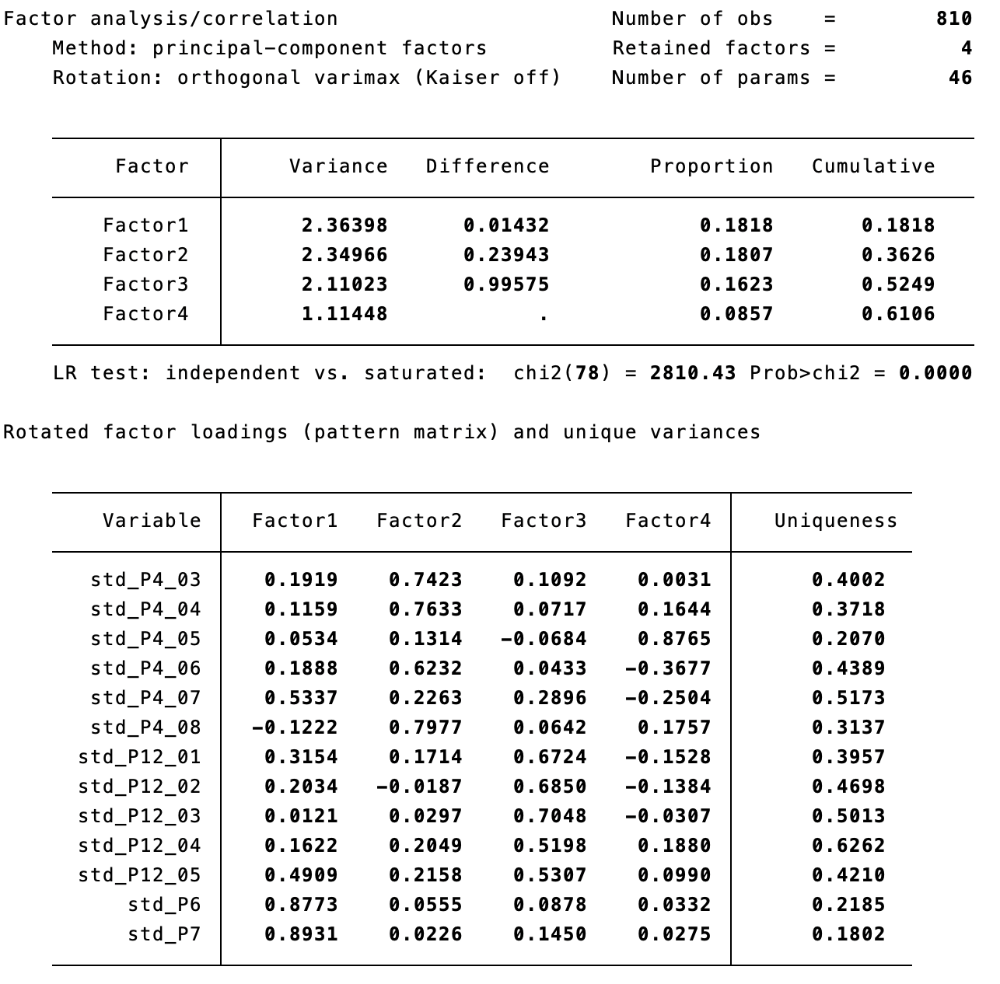 Factor analysis/correlation Number of obs = 810
Method: principal-component factors Retained factors = 4
Rotation: orthogonal varimax (Kaiser off) Number of params = 46
Factor Variance Difference Proportion Cumulative
Factor1 2.36398 0.01432 0.1818 0.1818
Factor2 2.34966 0.23943 0.1807 0.3626
Factor3 2.11023 0.99575 0.1623 0.5249
Factor4 1.11448 . 0.0857 0.6106
LR test: independent vs. saturated: chi2(78) = 2810.43 Prob>chi2 = 0.0000
Rotated factor loadings (pattern matrix) and unique variances
Variable Factor1 Factor2 Factor3 Factor4 Uniqueness
std_P4_03 0.1919 0.7423 0.1092 0.0031 0.4002
std_P4_04 0.1159 0.7633 0.0717 0.1644 0.3718
std_P4_05 0.0534 0.1314 -0.0684 0.8765 0.2070
std_P4_06 0.1888 0.6232 0.0433 -0.3677 0.4389
std_P4_07 0.5337 0.2263 0.2896 -0.2504 0.5173
std_P4_08 -0.1222 0.7977 0.0642 0.1757 0.3137
std_P12_01 0.3154 0.1714 0.6724 -0.1528 0.3957
std_P12_02 0.2034 -0.0187 0.6850 -0.1384 0.4698
std_P12_03 0.0121 0.0297 0.7048 -0.0307 0.5013
std_P12_04 0.1622 0.2049 0.5198 0.1880 0.6262
std_P12_05 0.4909 0.2158 0.5307 0.0990 0.4210
std_P6 0.8773 0.0555 0.0878 0.0332 0.2185
std_P7 0.8931 0.0226 0.1450 0.0275 0.1802